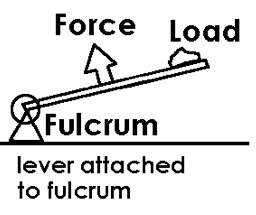 Force
Load
Fulcrum
lever attached
to fulcrum